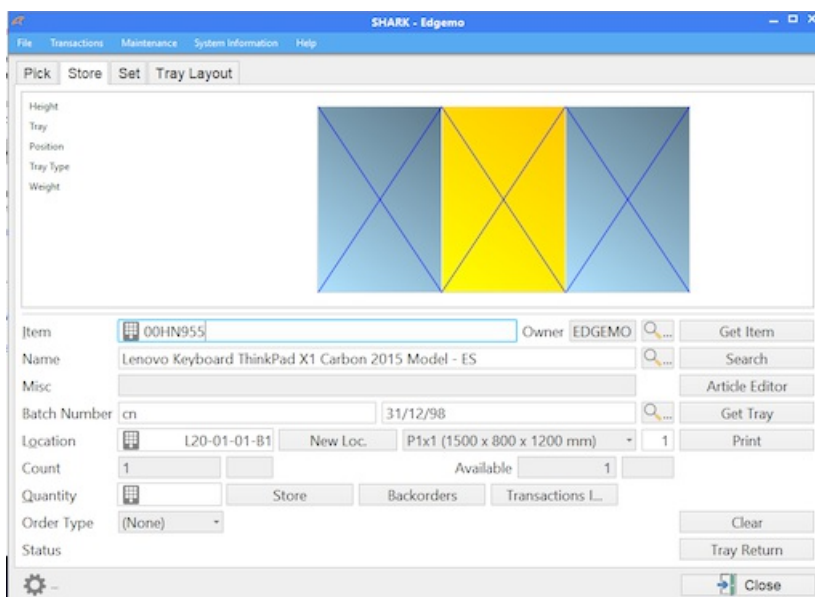 SHARK - Edgemo
File Transactions Maintenance System Information Help
Pick Store Set Tray Layout
Height
Tray
Position
Tray Type
Weight
Item 00HN955 Owner EDGEMO ... Get Item
Name Lenovo Keyboard ThinkPad X1 Carbon 2015 Model - ES ... Search
Misc Article Editor
Batch Number cn 31/12/98 ... Get Tray
Location L20-01-01-B1 New Loc. P1x1 (1500 x 800 x 1200 mm) 1 Print
Count 1 Available 1
Quantity Store Backorders Transactions I...
Order Type (None) Clear
Status Tray Return
... Close